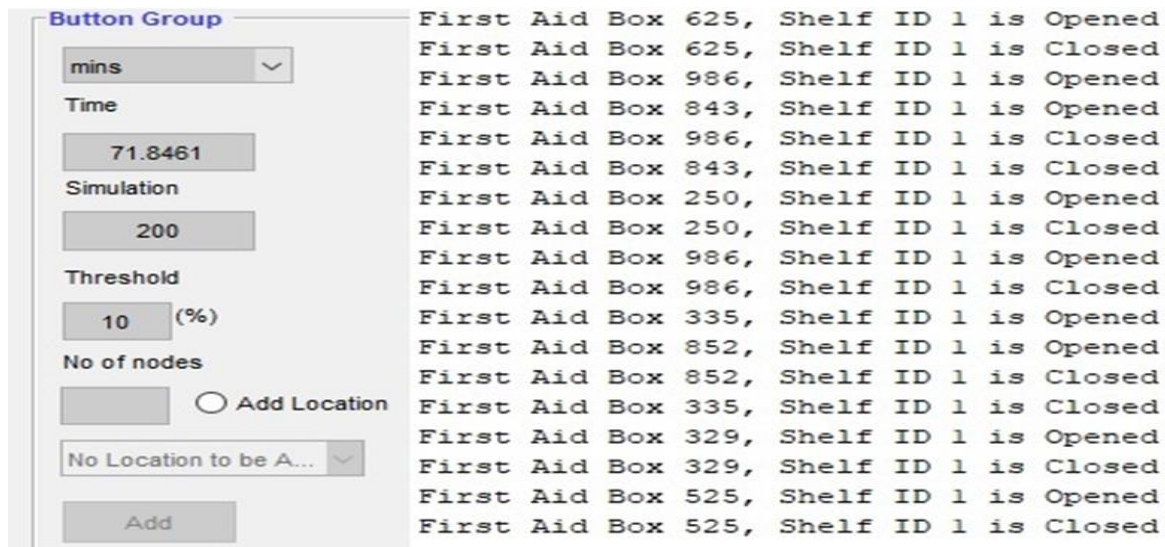 Button Group
mins
Time
71.8461
Simulation
200
Threshold
10 (%)
No of nodes
Add Location
No Location to be A...
Add
First Aid Box 625, Shelf ID 1 is Opened
First Aid Box 625, Shelf ID 1 is Closed
First Aid Box 986, Shelf ID 1 is Opened
First Aid Box 843, Shelf ID 1 is Opened
First Aid Box 986, Shelf ID 1 is Closed
First Aid Box 843, Shelf ID 1 is Closed
First Aid Box 250, Shelf ID 1 is Opened
First Aid Box 250, Shelf ID 1 is Closed
First Aid Box 986, Shelf ID 1 is Opened
First Aid Box 986, Shelf ID 1 is Closed
First Aid Box 335, Shelf ID 1 is Opened
First Aid Box 852, Shelf ID 1 is Opened
First Aid Box 852, Shelf ID 1 is Closed
First Aid Box 335, Shelf ID 1 is Closed
First Aid Box 329, Shelf ID 1 is Opened
First Aid Box 329, Shelf ID 1 is Closed
First Aid Box 525, Shelf ID 1 is Opened
First Aid Box 525, Shelf ID 1 is Closed